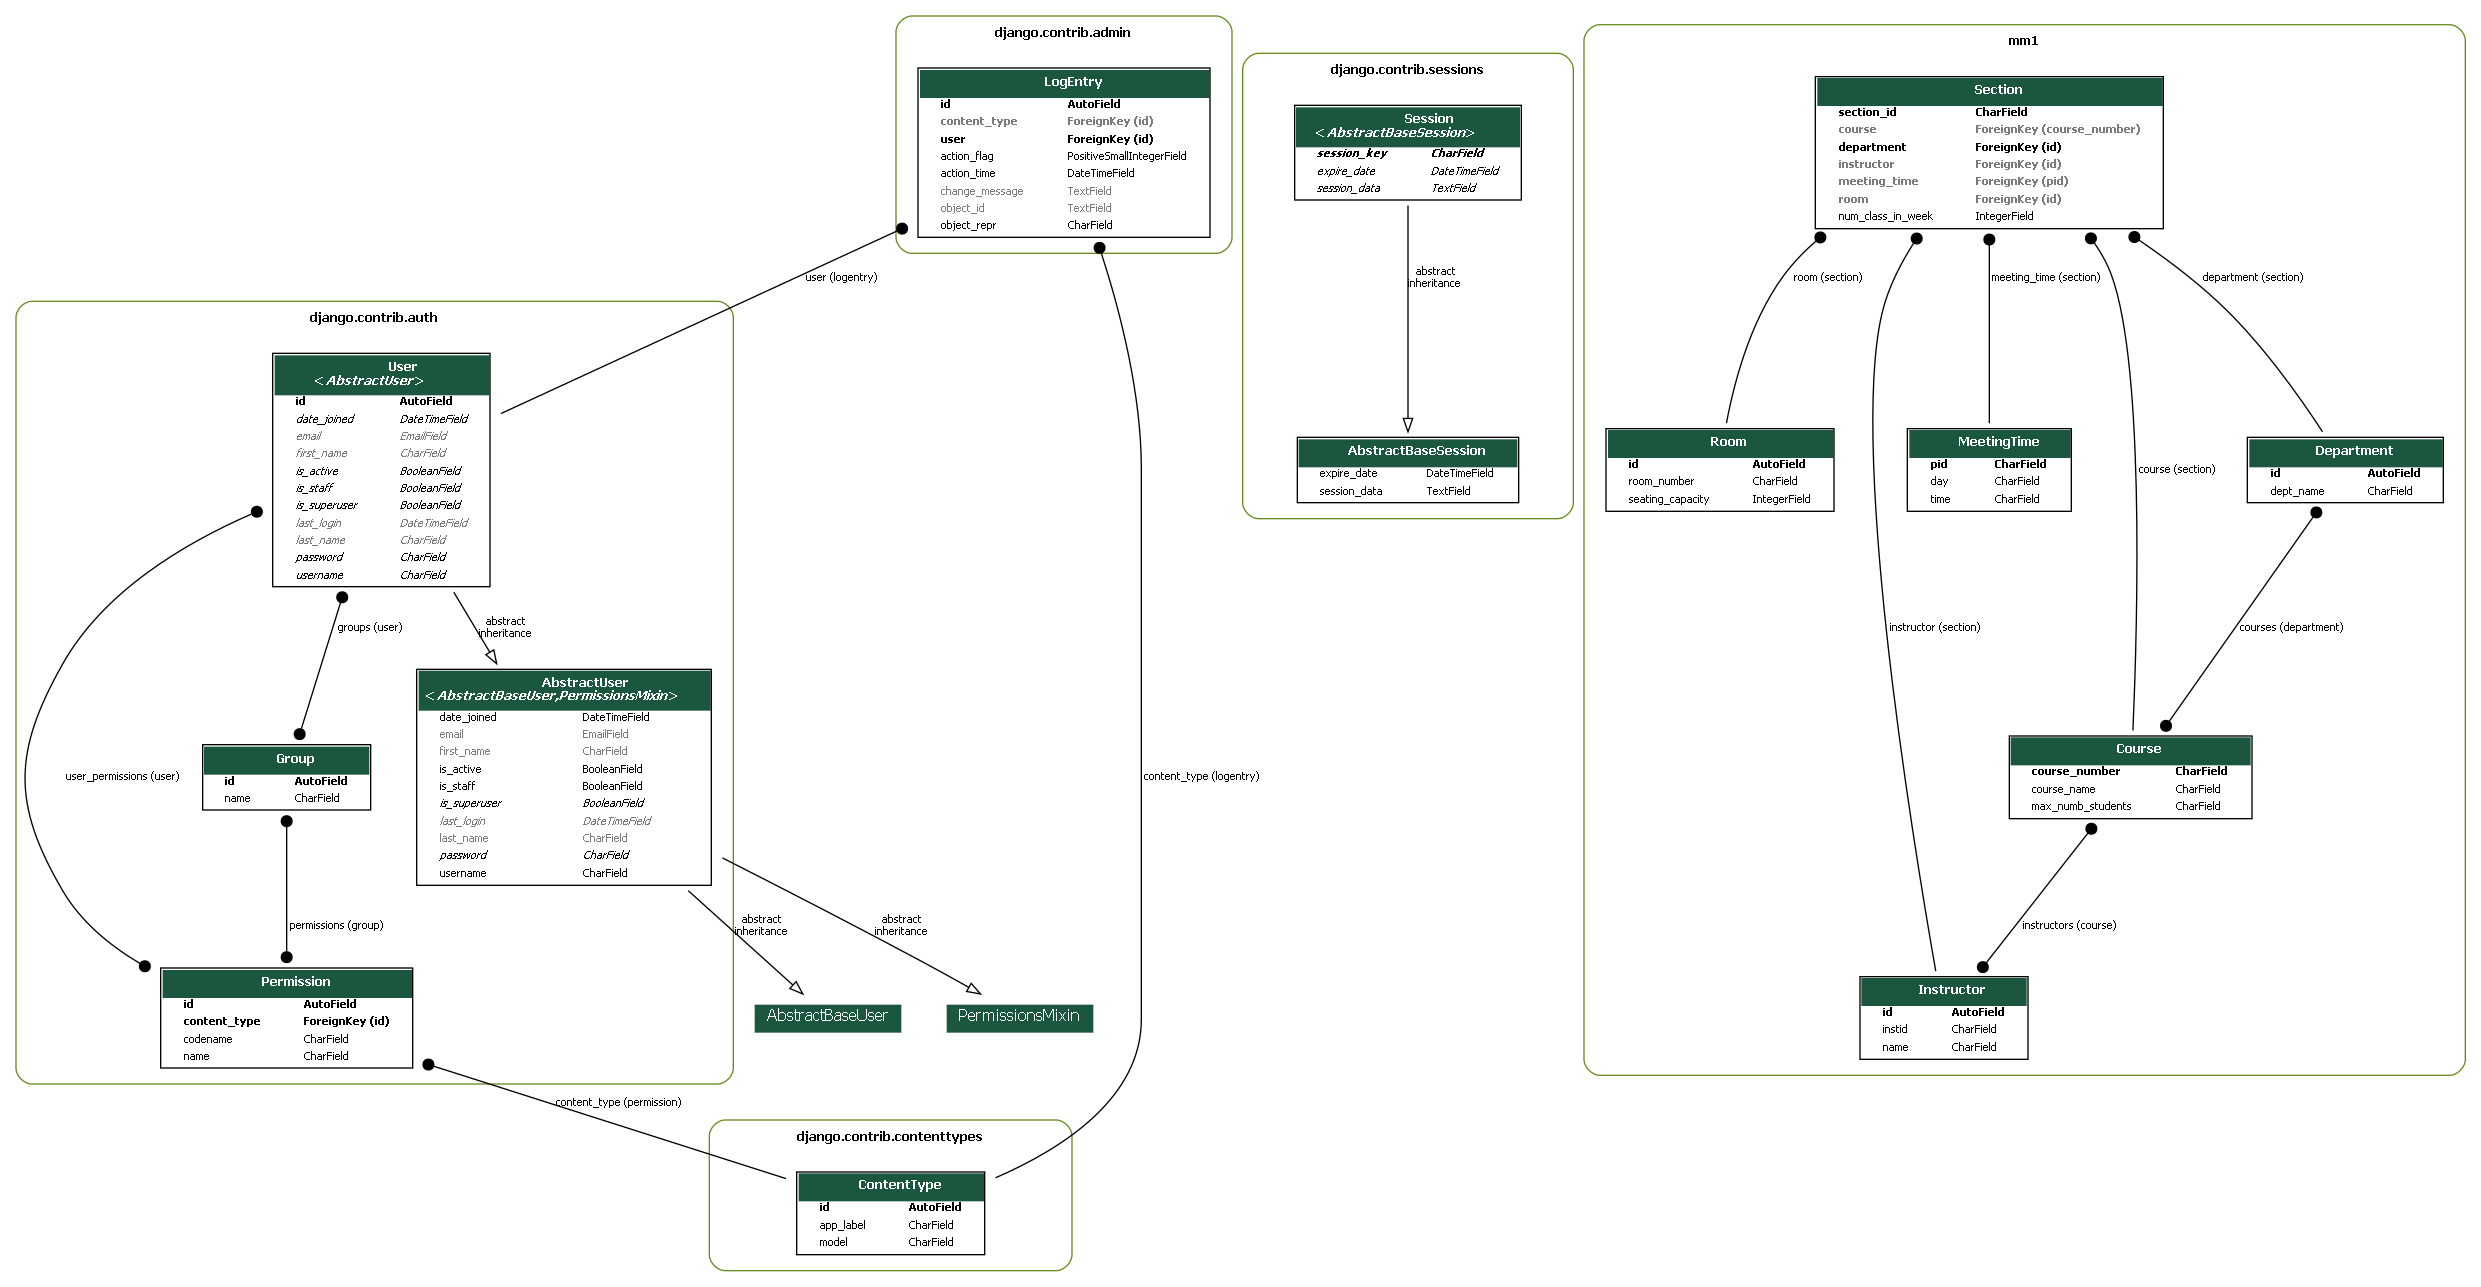 django.contrib.admin
LogEntry
id AutoField
content_type ForeignKey (id)
user ForeignKey (id)
action_flag PositiveSmallIntegerField
action_time DateTimeField
change_message TextField
object_id TextField
object_repr CharField
django.contrib.sessions
Session
<AbstractBaseSession>
session_key CharField
expire_date DateTimeField
session_data TextField
abstract
inheritance
AbstractBaseSession
expire_date DateTimeField
session_data TextField
mm1
Section
section_id CharField
course ForeignKey (course_number)
department ForeignKey (id)
instructor ForeignKey (id)
meeting_time ForeignKey (pid)
room ForeignKey (id)
num_class_in_week IntegerField
room (section)
meeting_time (section)
department (section)
Room
id AutoField
room_number CharField
seating_capacity IntegerField
MeetingTime
pid CharField
day CharField
time CharField
course (section)
Department
id AutoField
dept_name CharField
instructor (section)
courses (department)
Course
course_number CharField
course_name CharField
max_numb_students CharField
instructors (course)
Instructor
id AutoField
instid CharField
name CharField
user (logentry)
django.contrib.auth
User
<AbstractUser>
id AutoField
date_joined DateTimeField
email EmailField
first_name CharField
is_active BooleanField
is_staff BooleanField
is_superuser BooleanField
last_login DateTimeField
last_name CharField
password CharField
username CharField
groups (user)
abstract
inheritance
AbstractUser
<AbstractBaseUser,PermissionsMixin>
date_joined DateTimeField
email EmailField
first_name CharField
is_active BooleanField
is_staff BooleanField
is_superuser BooleanField
last_login DateTimeField
last_name CharField
password CharField
username CharField
user_permissions (user)
Group
id AutoField
name CharField
permissions (group)
abstract
inheritance
abstract
inheritance
content_type (logentry)
Permission
id AutoField
content_type ForeignKey (id)
codename CharField
name CharField
AbstractBaseUser
PermissionsMixin
content_type (permission)
django.contrib.contenttypes
ContentType
id AutoField
app_label CharField
model CharField